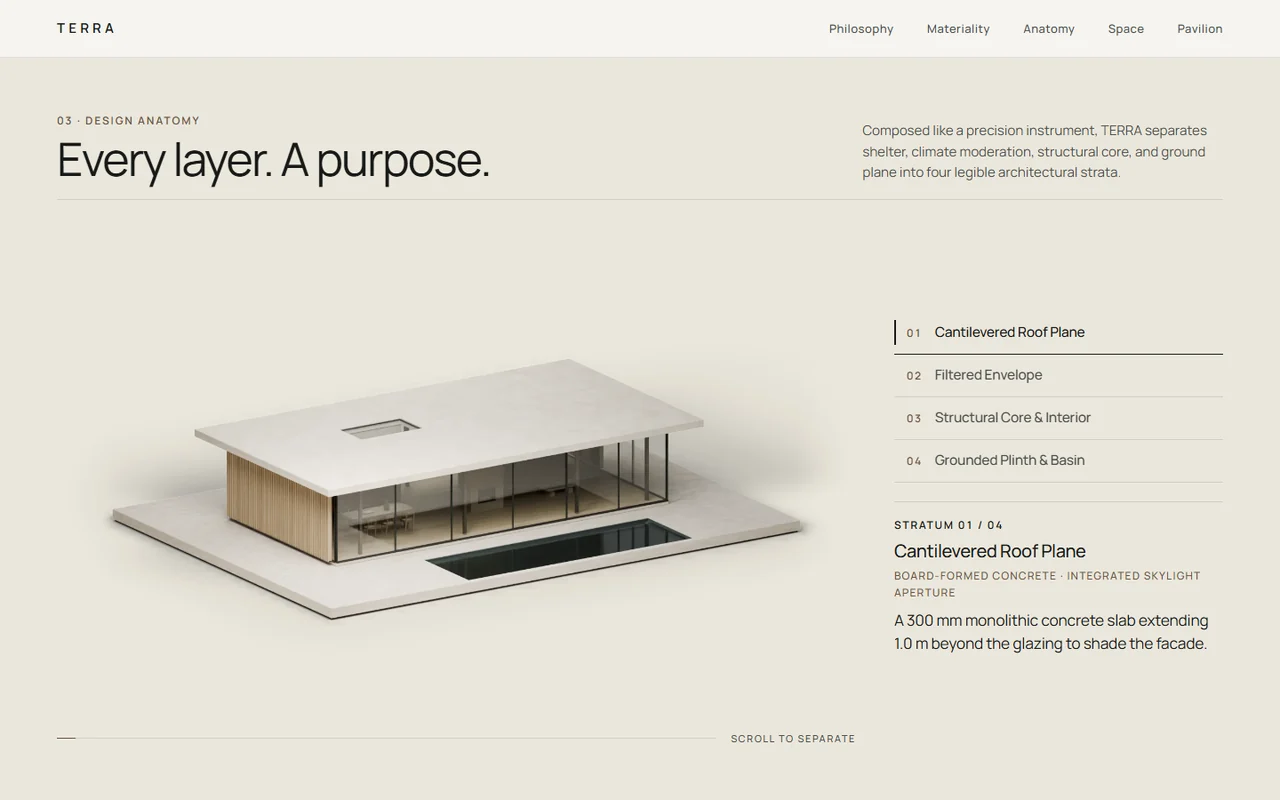 TERRA
Philosophy Materiality Anatomy Space Pavilion
03 · DESIGN ANATOMY
Every layer. A purpose.
Composed like a precision instrument, TERRA separates
shelter, climate moderation, structural core, and ground
plane into four legible architectural strata.
01 Cantilevered Roof Plane
02 Filtered Envelope
03 Structural Core & Interior
04 Grounded Plinth & Basin
STRATUM 01 / 04
Cantilevered Roof Plane
BOARD-FORMED CONCRETE · INTEGRATED SKYLIGHT
APERTURE
A 300 mm monolithic concrete slab extending
1.0 m beyond the glazing to shade the facade.
SCROLL TO SEPARATE